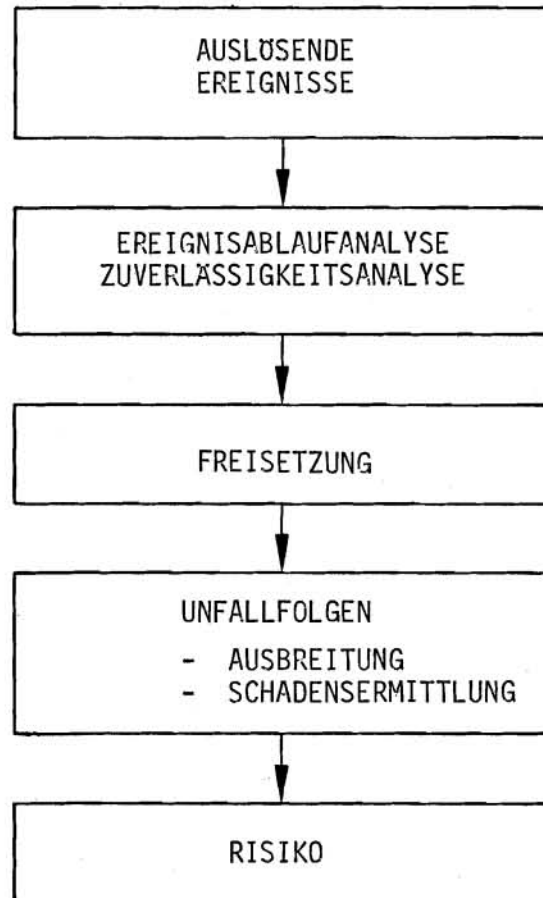 AUSLÖSENDE
EREIGNISSE
EREIGNISABLAUFANALYSE
ZUVERLÄSSIGKEITSANALYSE
FREISETZUNG
UNFALLFOLGEN
- AUSBREITUNG
- SCHADENSERMITTLUNG
RISIKO